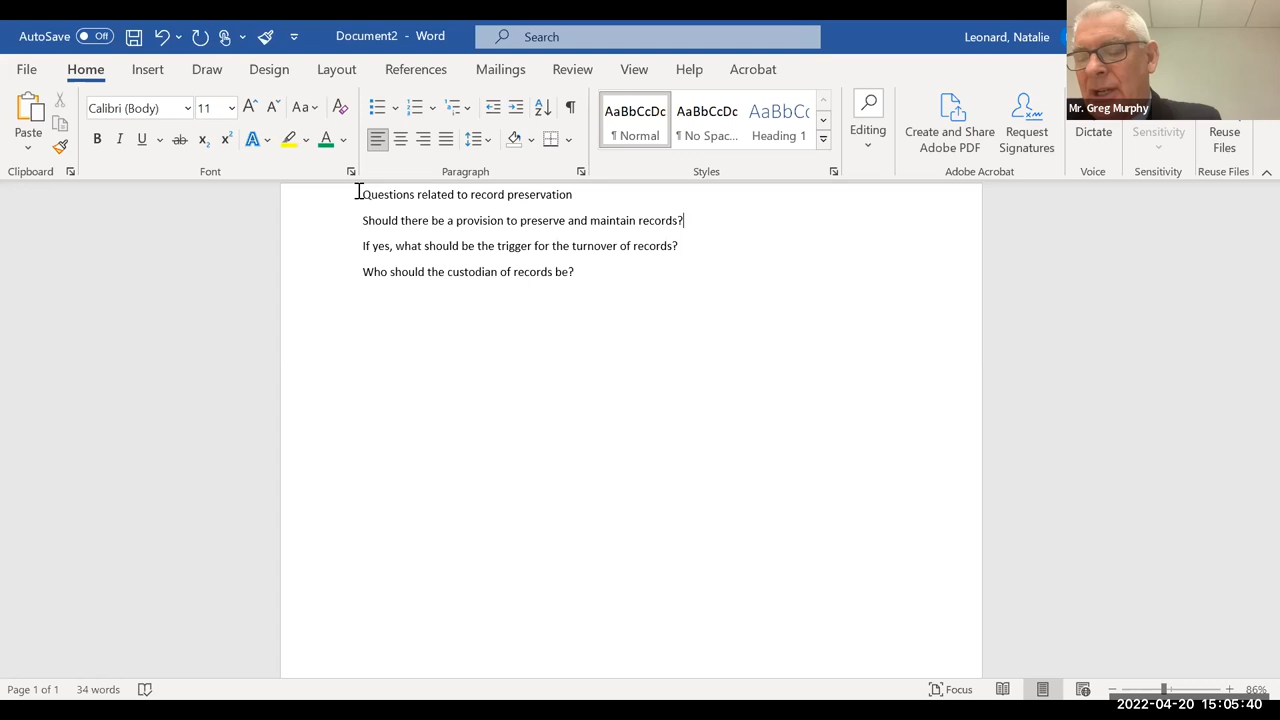 AutoSave Off Document2 - Word Search Leonard, Natalie
File Home Insert Draw Design Layout References Mailings Review View Help Acrobat
Mr. Greg Murphy
Paste
Calibri (Body) 11 Aa
AaBbCcDc AaBbCcDc AaBbCc
¶ Normal ¶ No Spac... Heading 1
Editing
Create and Share Adobe PDF
Request Signatures
Dictate
Sensitivity
Reuse Files
Clipboard Font Paragraph Styles Adobe Acrobat Voice Sensitivity Reuse Files
Questions related to record preservation
Should there be a provision to preserve and maintain records?
If yes, what should be the trigger for the turnover of records?
Who should the custodian of records be?
Page 1 of 1 34 words Focus 86%
2022-04-20 15:05:40